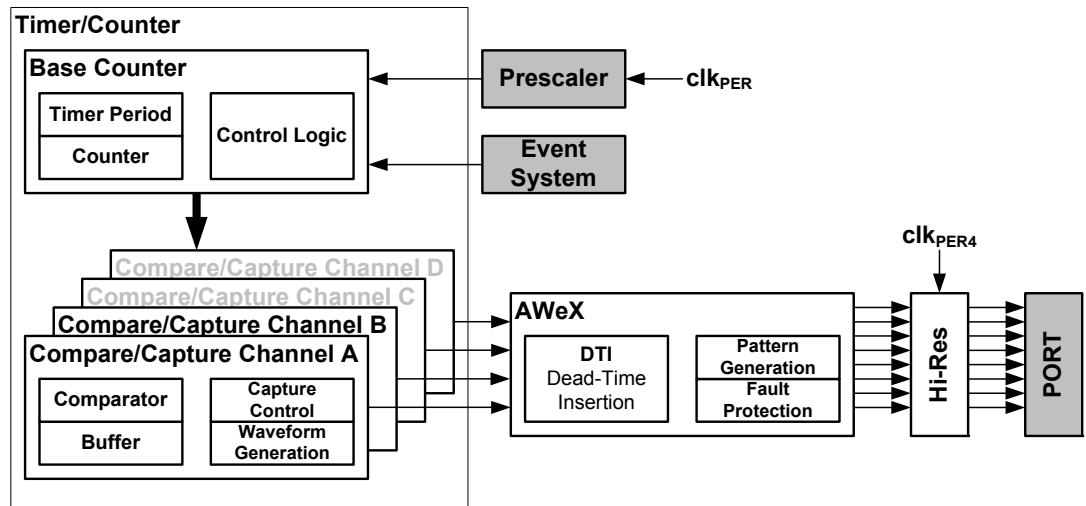 Timer/Counter
Base Counter
Timer Period
Counter
Control Logic
Prescaler
clkPER
Event
System
Compare/Capture Channel D
Compare/Capture Channel C
Compare/Capture Channel B
Compare/Capture Channel A
Comparator
Buffer
Capture
Control
Waveform
Generation
AWeX
DTI
Dead-Time
Insertion
Pattern
Generation
Fault
Protection
clkPER4
Hi-Res
PORT